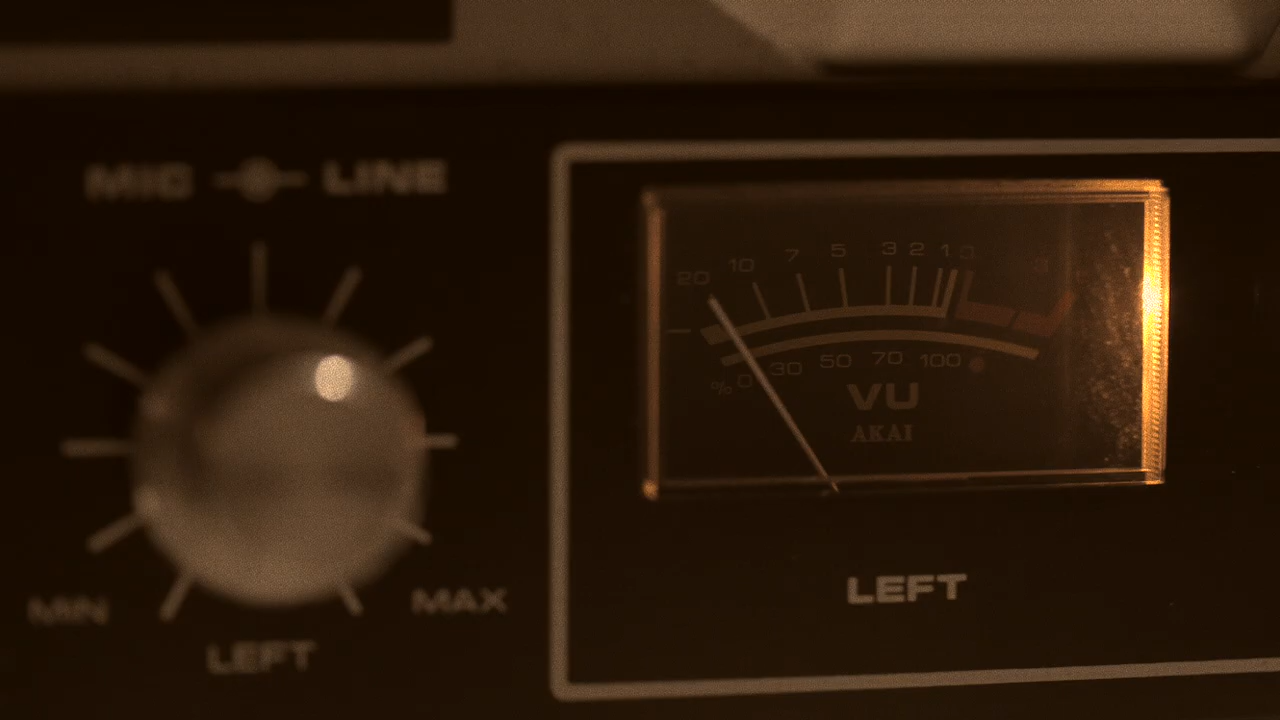 MIC LINE
MIN MAX
LEFT
20 10 7 5 3 2 1 0
% 0 30 50 70 100
VU
AKAI
LEFT